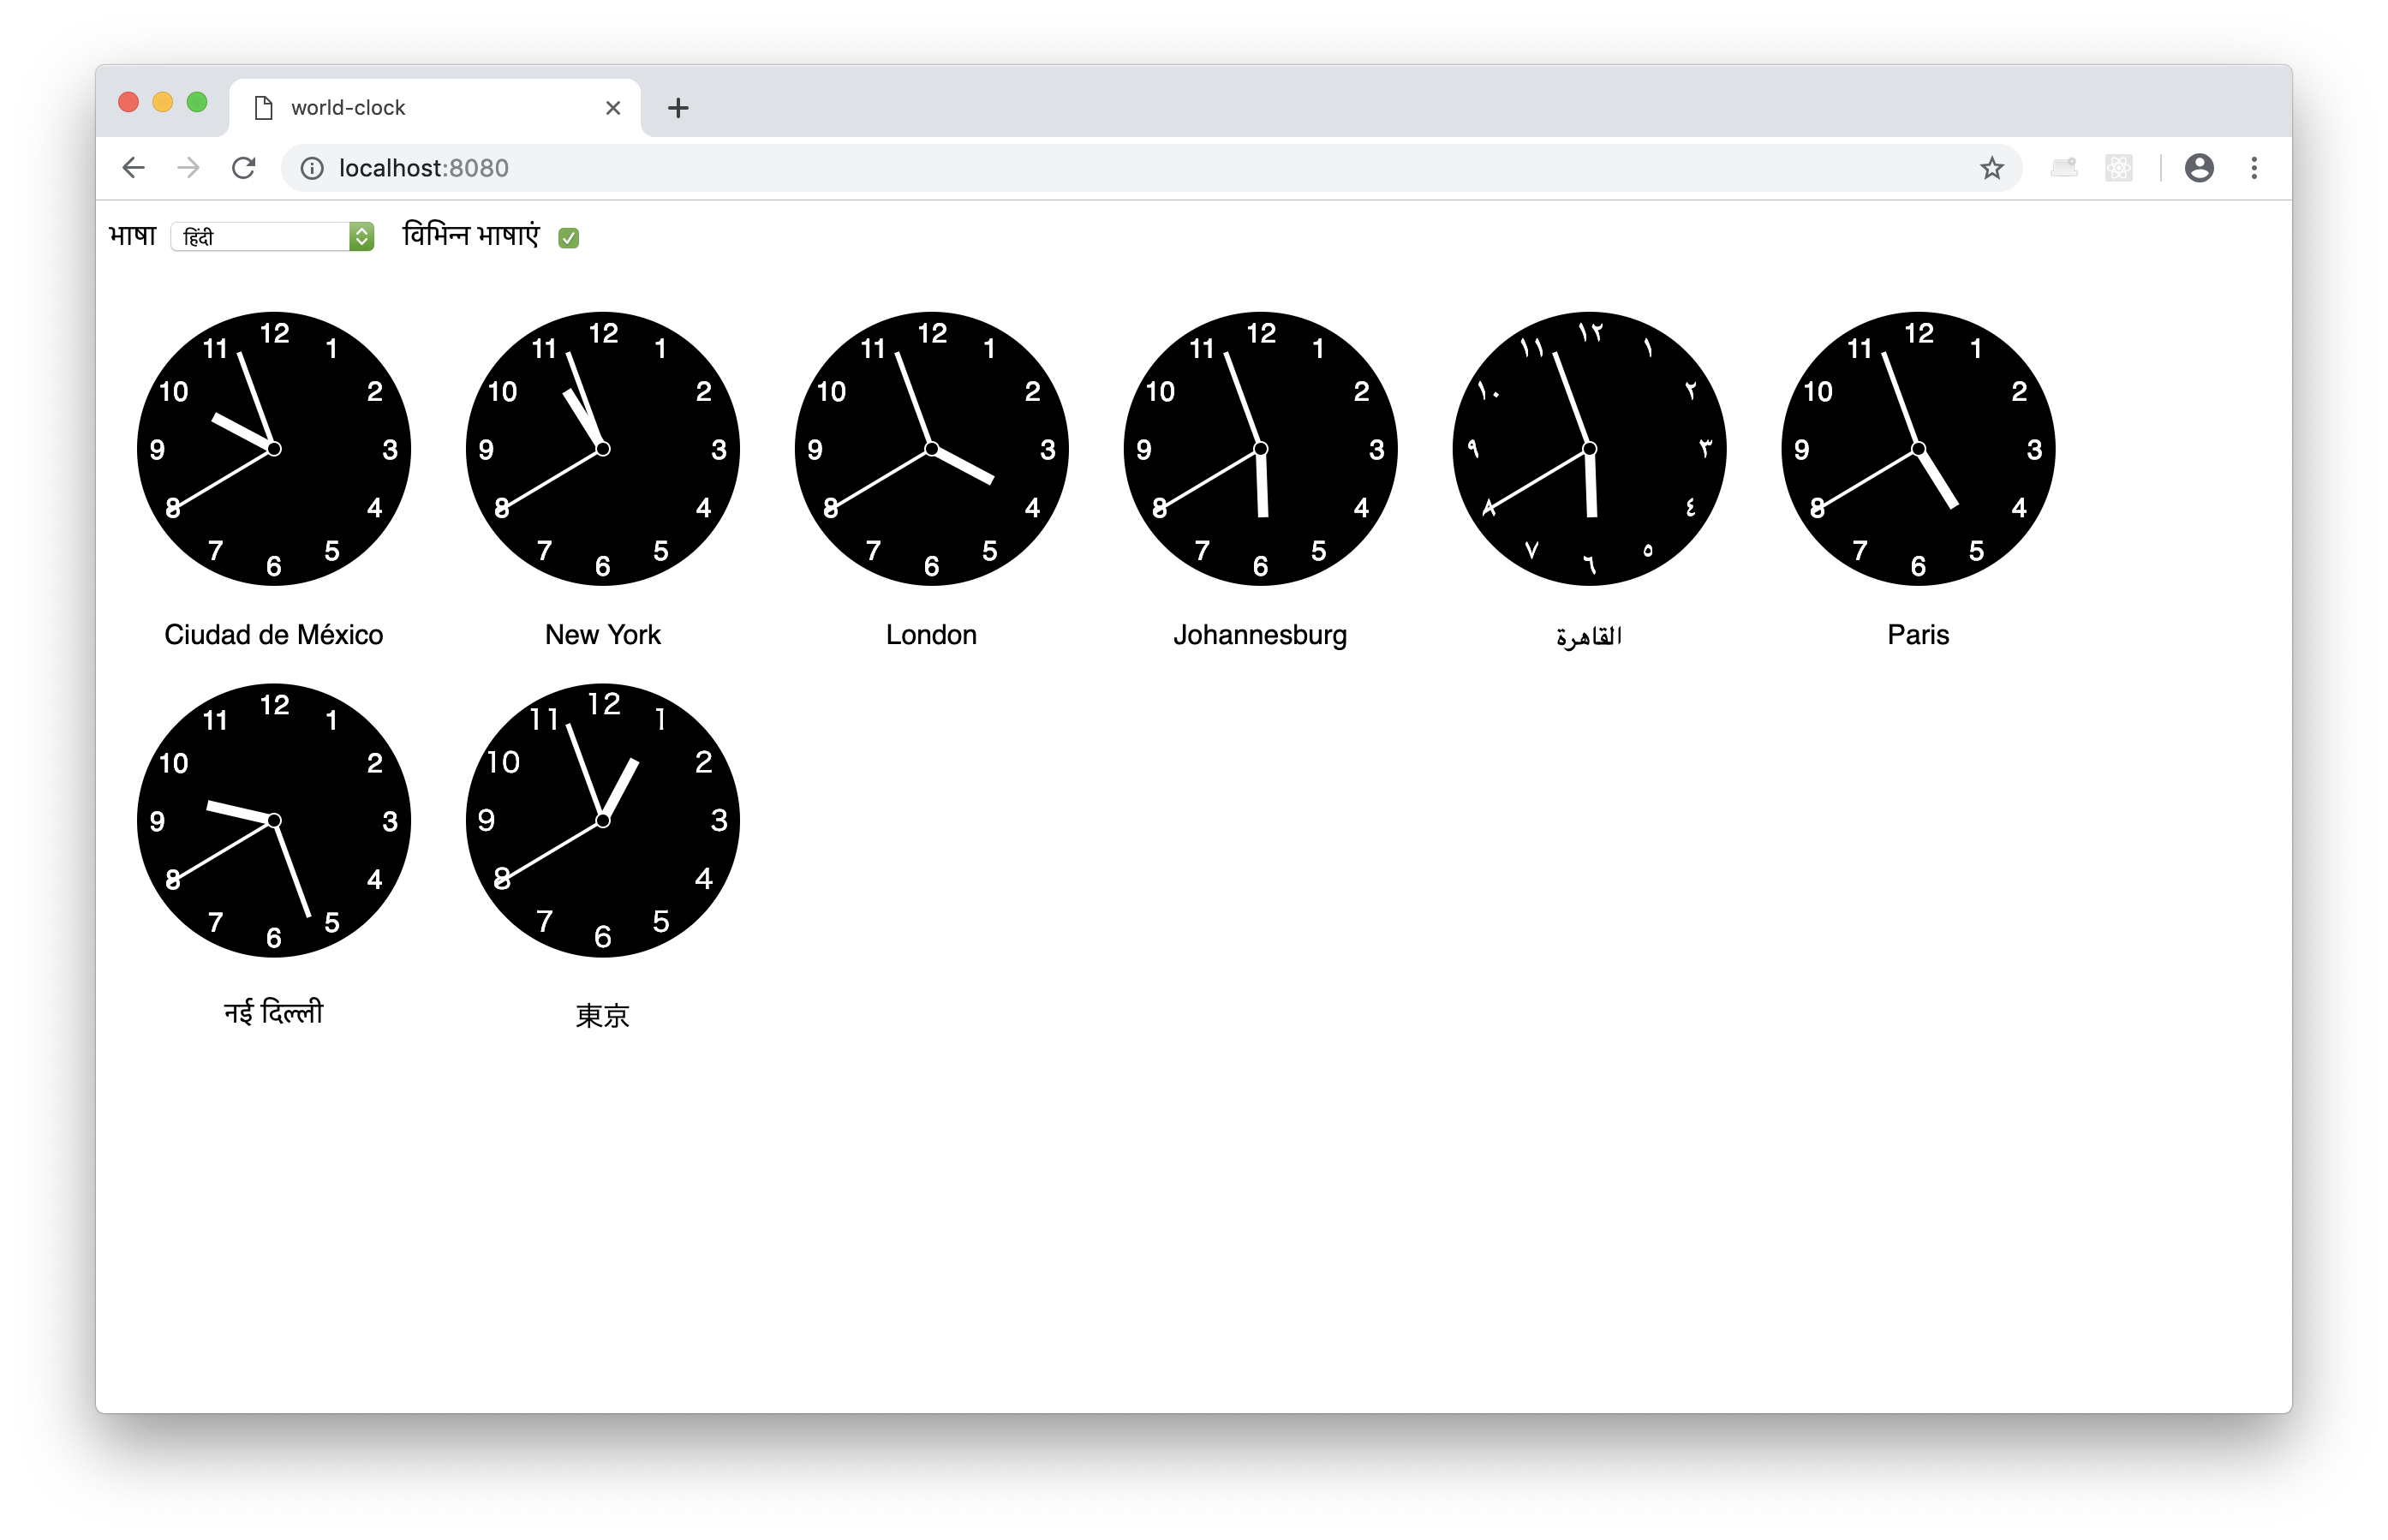 world-clock
localhost:8080
भाषा हिंदी विभिन्न भाषाएं
12 1 2 3 4 5 6 7 8 9 10 11
12 1 2 3 4 5 6 7 8 9 10 11
12 1 2 3 4 5 6 7 8 9 10 11
12 1 2 3 4 5 6 7 8 9 10 11
١٢ ١ ٢ ٣ ٤ ٥ ٦ ٧ ٨ ٩ ١٠ ١١
12 1 2 3 4 5 6 7 8 9 10 11
Ciudad de México
New York
London
Johannesburg
القاهرة
Paris
12 1 2 3 4 5 6 7 8 9 10 11
12 1 2 3 4 5 6 7 8 9 10 11
नई दिल्ली
東京